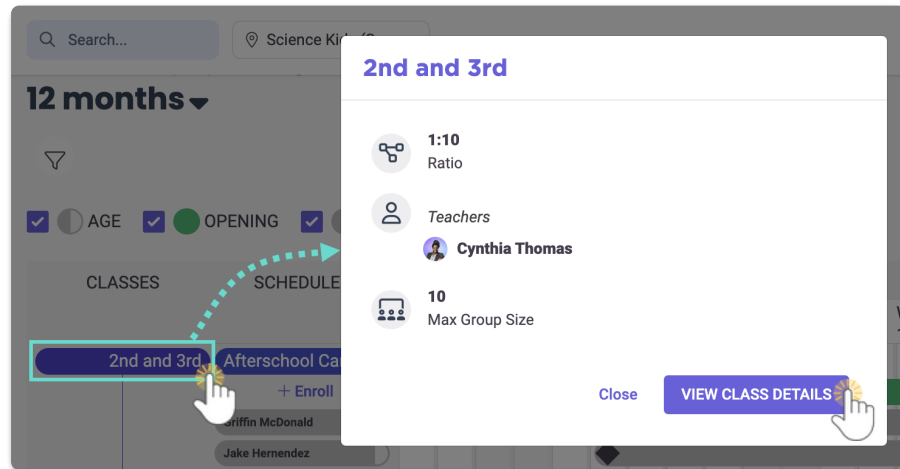 Search...
Science Kid
2nd and 3rd
12 months
1:10
Ratio
Teachers
AGE
OPENING
Cynthia Thomas
CLASSES
SCHEDULE
10
Max Group Size
2nd and 3rd
Afterschool Ca
+ Enroll
Close
VIEW CLASS DETAILS
Griffin McDonald
Jake Hernendez